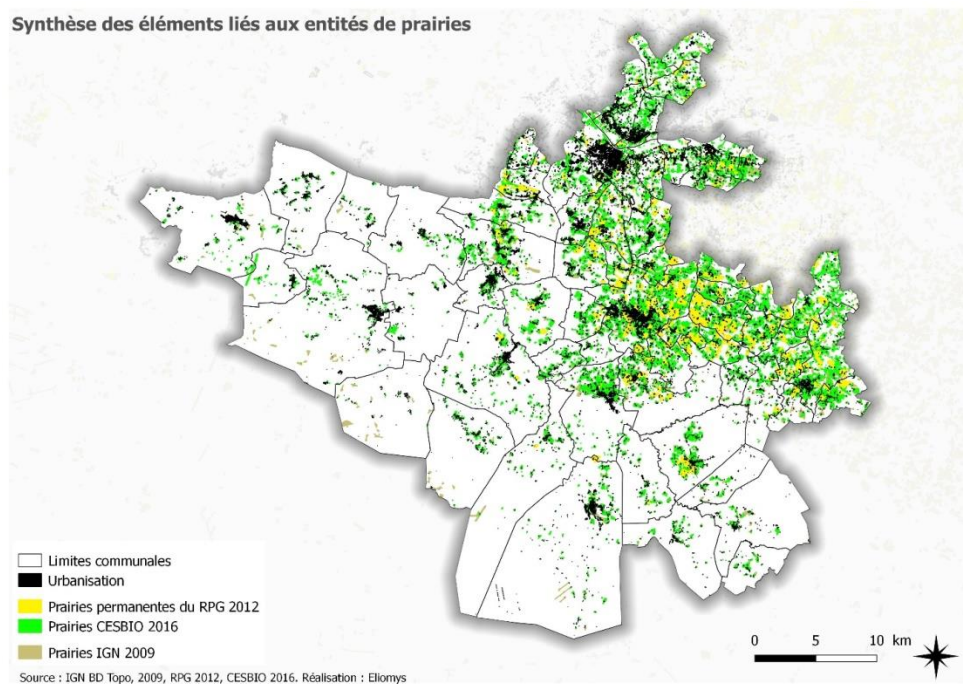 Synthèse des éléments liés aux entités de prairies
Limites communales
Urbanisation
Prairies permanentes du RPG 2012
Prairies CESBIO 2016
Prairies IGN 2009
0 5 10 km
Source : IGN BD Topo, 2009, RPG 2012, CESBIO 2016. Réalisation : Eliomys